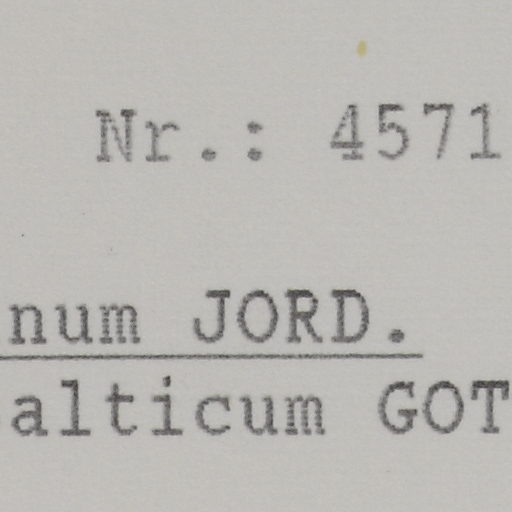 Nr.: 4571
num JORD.
alticum GOT